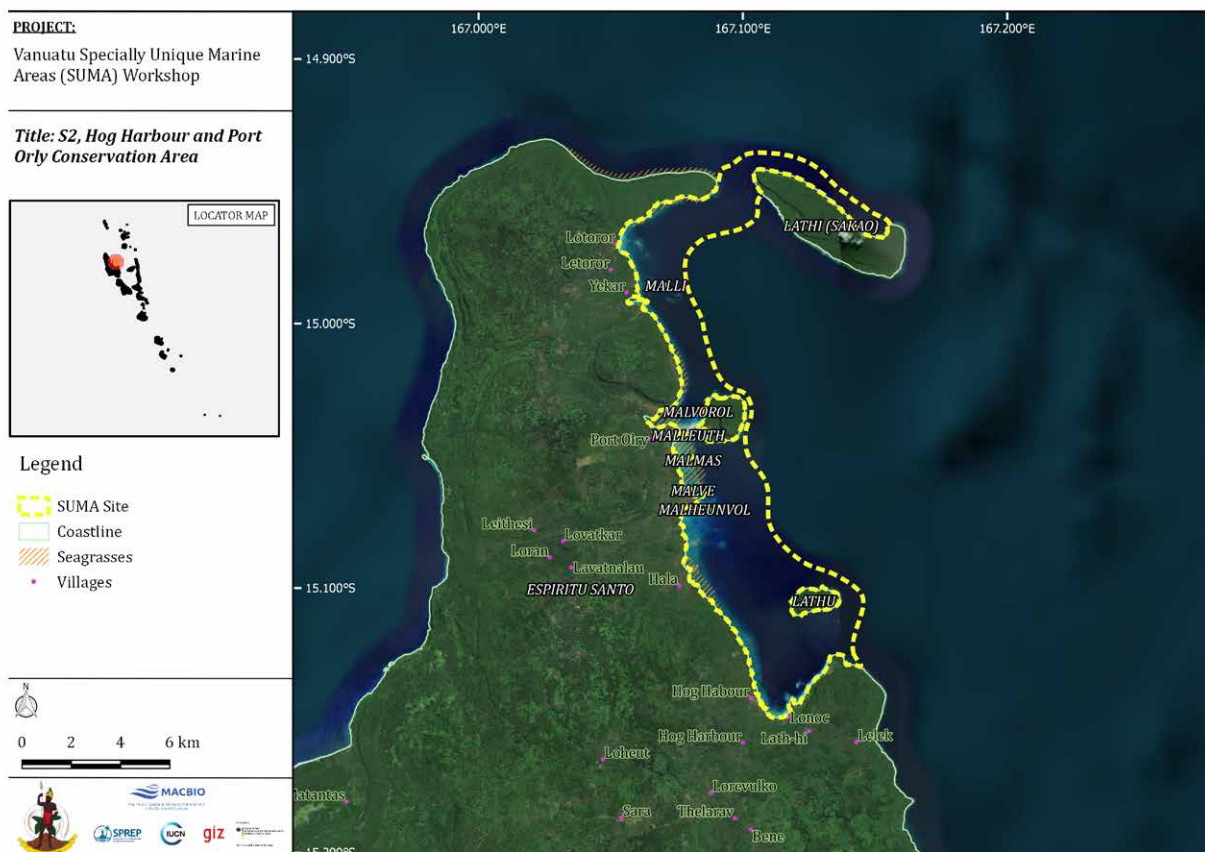 PROJECT:
Vanuatu Specially Unique Marine
Areas (SUMA) Workshop
Title: S2, Hog Harbour and Port
Orly Conservation Area
LOCATOR MAP
Legend
SUMA Site
Coastline
Seagrasses
Villages
N
0 2 4 6 km
MACBIO
SPREP
IUCN
giz
167.000°E
167.100°E
167.200°E
14.900°S
15.000°S
15.100°S
15.200°S
LATHI (SAKAO)
Lotoror
Letoror
Yekar
MALLI
MALVOROL
Port Olry
MALLEUTH
MALMAS
MALVE
MALHEUNVOL
Leithesi
Lovatkar
Loran
Lavatnalau
Hala
ESPIRITU SANTO
LATHU
Hog Habour
Lonoc
Hog Harbour
Lath-hi
Lelek
Loheut
Lorevulko
Matantas
Sara
Thelarav
Bene